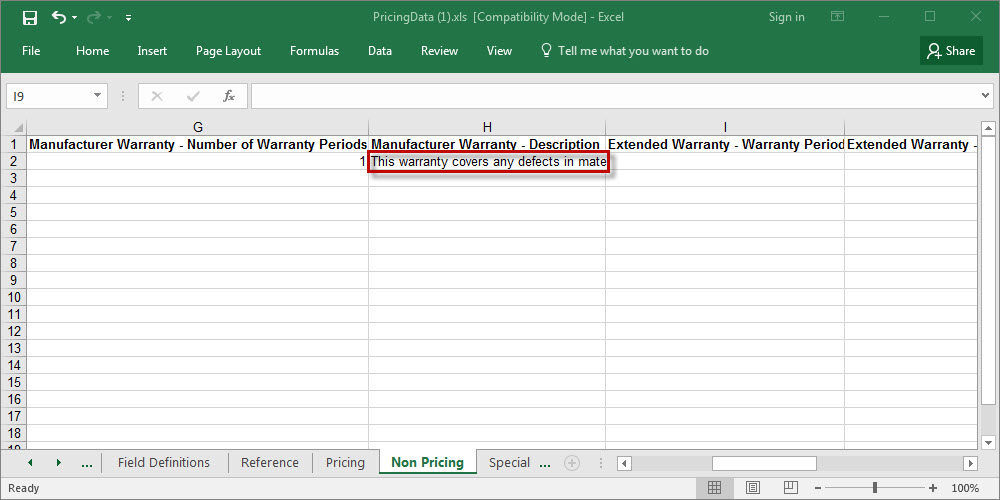 PricingData (1).xls [Compatibility Mode] - Excel
Sign in
File Home Insert Page Layout Formulas Data Review View Tell me what you want to do Share
I9 fx
G H I
1 Manufacturer Warranty - Number of Warranty Periods Manufacturer Warranty - Description Extended Warranty - Warranty Period Extended Warranty -
2 1 This warranty covers any defects in mate
3
4
5
6
7
8
9
10
11
12
13
14
15
16
17
18
19
... Field Definitions Reference Pricing Non Pricing Special ...
Ready 100%